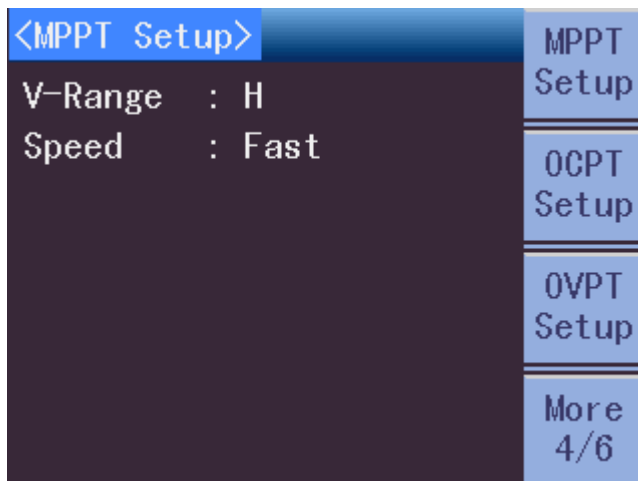 <MPPT Setup>
V-Range : H
Speed : Fast
MPPT
Setup
OCPT
Setup
OVPT
Setup
More
4/6